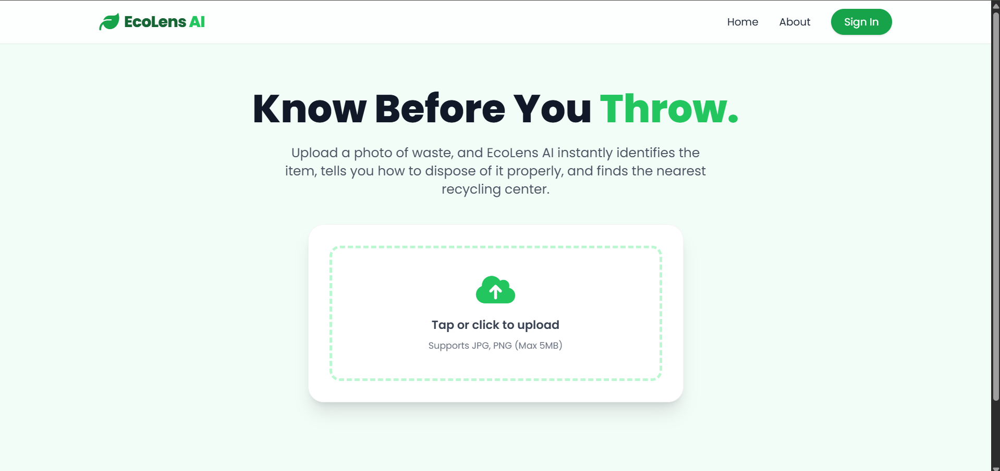 EcoLens AI
Home
About
Sign In
Know Before You Throw.
Upload a photo of waste, and EcoLens AI instantly identifies the
item, tells you how to dispose of it properly, and finds the nearest
recycling center.
Tap or click to upload
Supports JPG, PNG (Max 5MB)